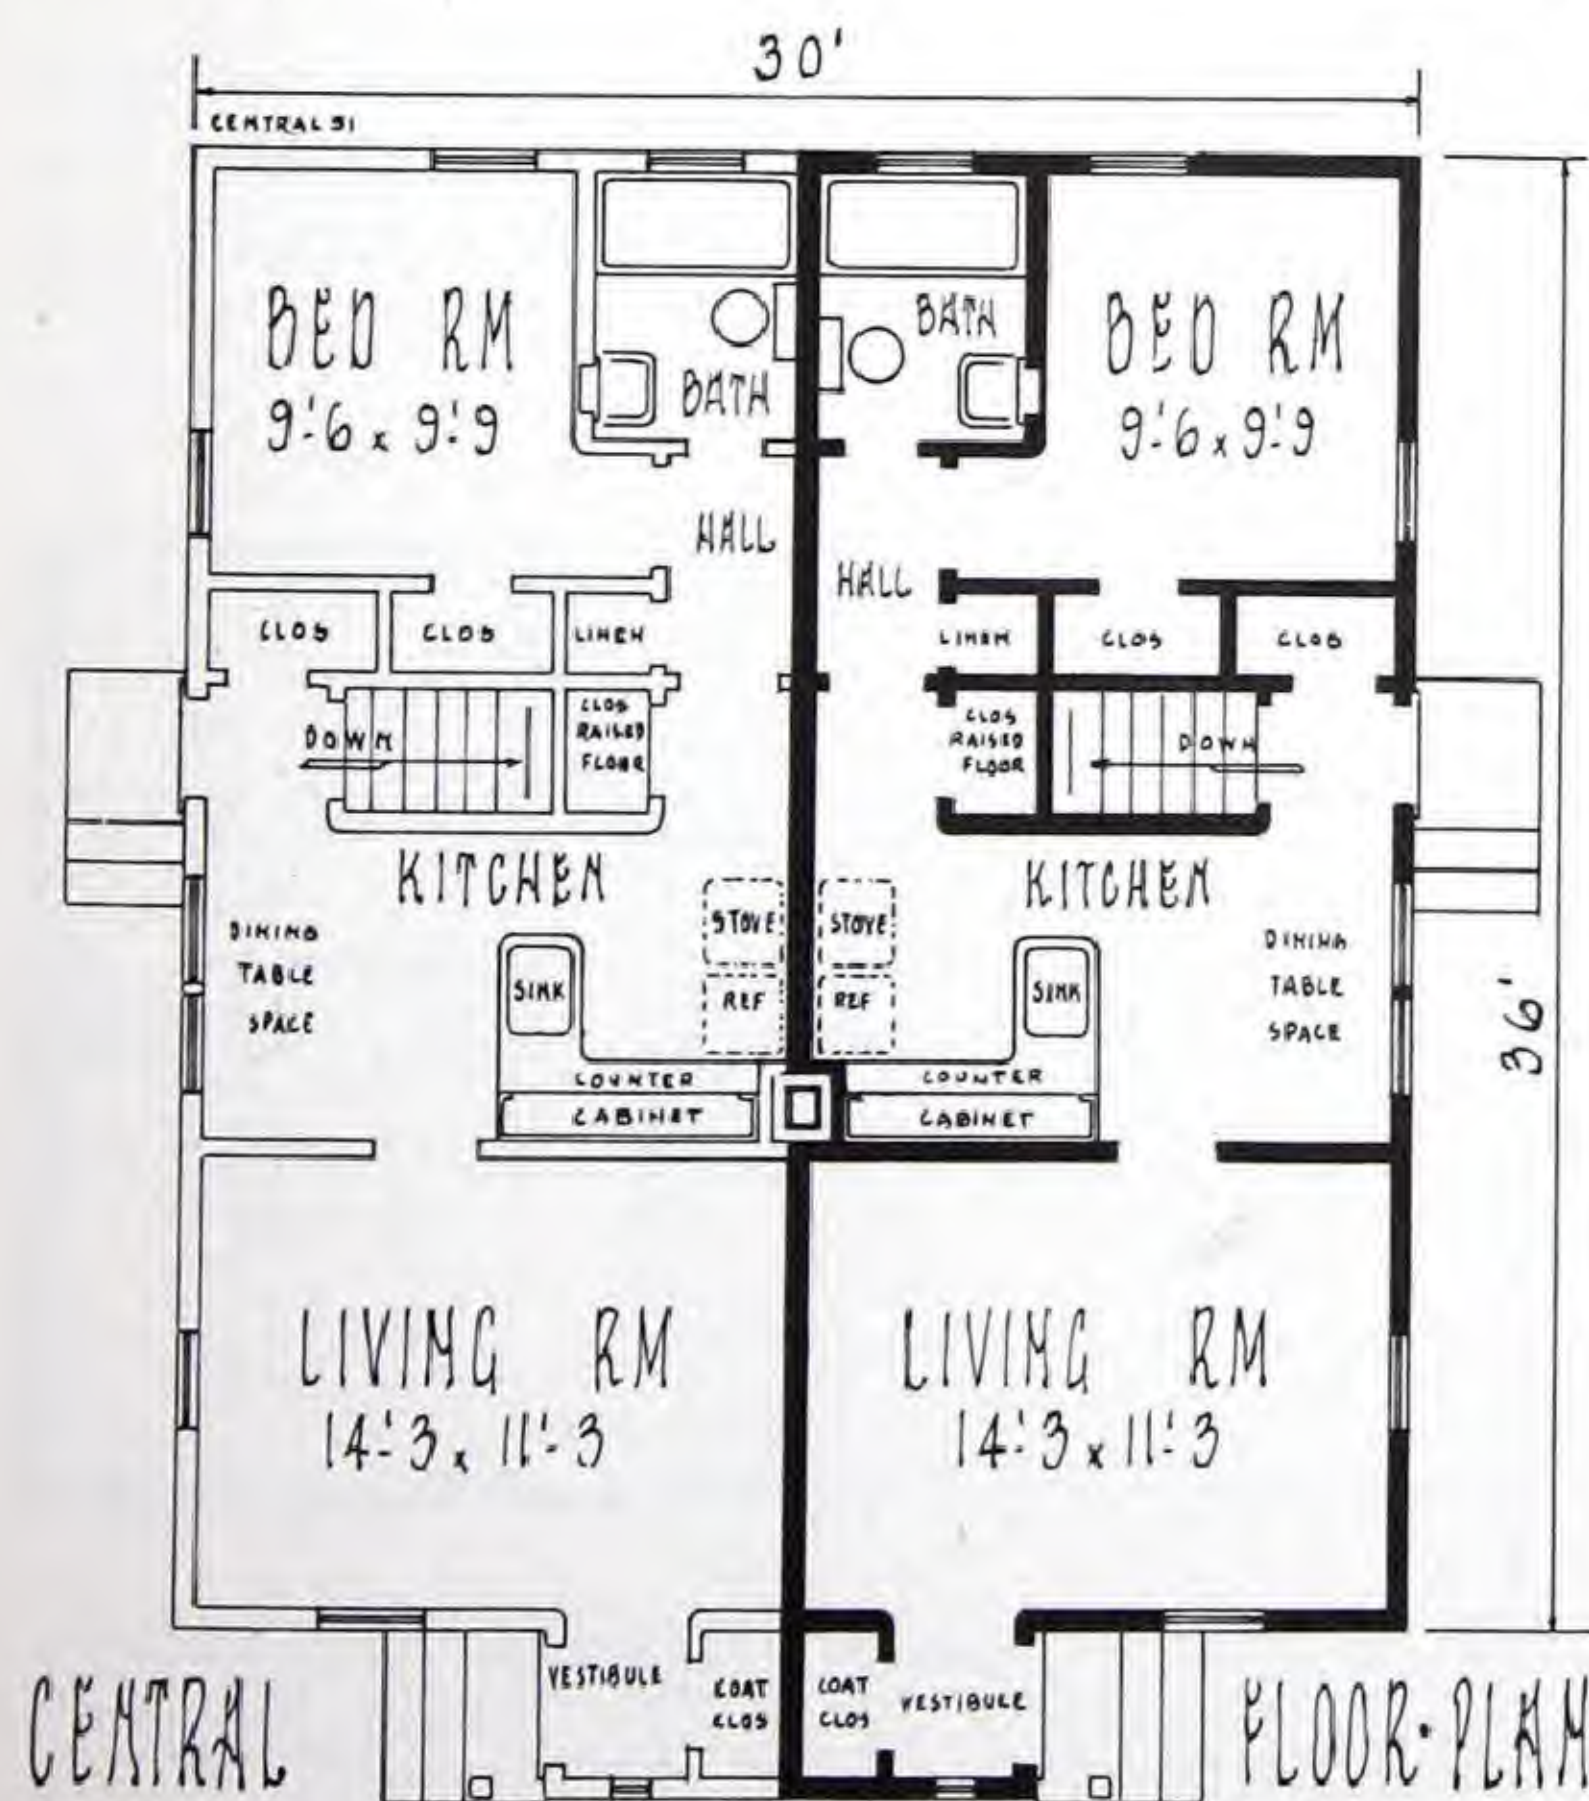 30'
CENTRAL 31
BED RM
9'-6 x 9'-9
BATH
BATH
BED RM
9'-6 x 9'-9
HALL
HALL
CLOS
CLOS
LINEN
LINEN
CLOS
CLOS
DOWN
CLOS
RAISED
FLOOR
CLOS
RAISED
FLOOR
DOWN
KITCHEN
KITCHEN
DINING
TABLE
SPACE
SINK
STOVE
REF
STOVE
REF
SINK
DINING
TABLE
SPACE
36'
COUNTER
CABINET
COUNTER
CABINET
LIVING RM
14'-3 x 11'-3
LIVING RM
14'-3 x 11'-3
VESTIBULE
COAT
CLOS
COAT
CLOS
VESTIBULE
CENTRAL FLOOR-PLAN